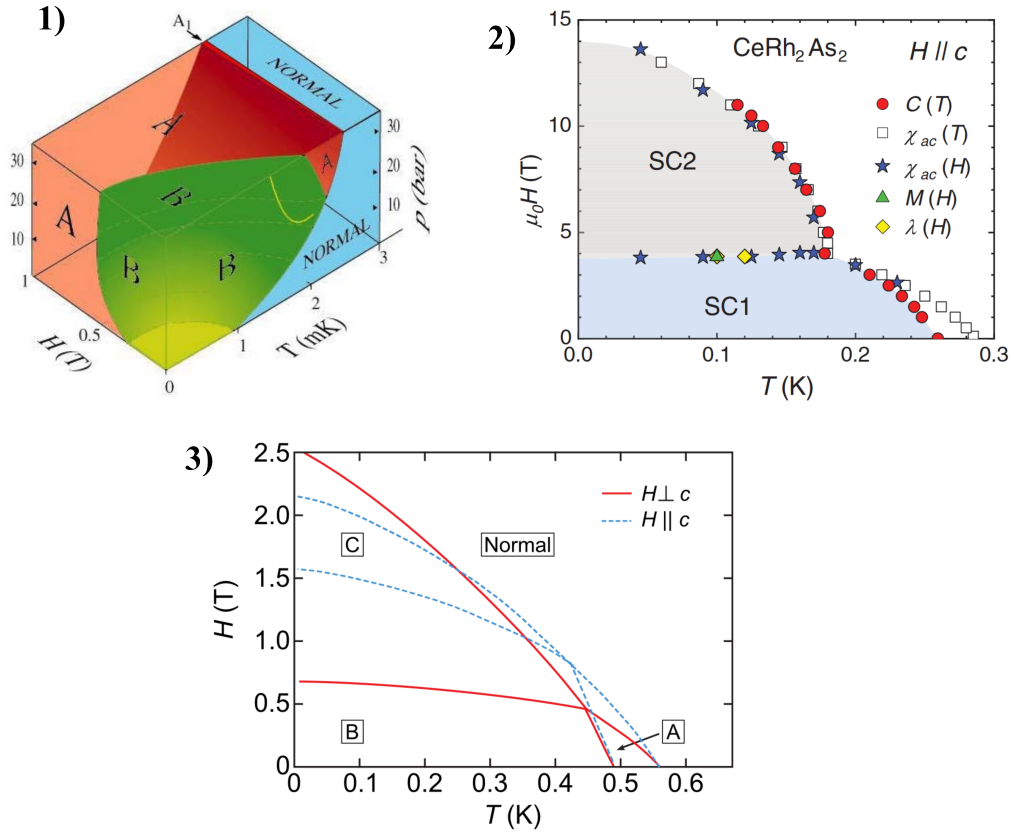 1)
A₁
NORMAL
A
A
A
B
B
B
NORMAL
30
20
10
30
20
10
p (bar)
1
0.5
0
1
2
3
H (T)
T (mK)
2)
CeRh₂As₂
H || c
C (T)
χ ac (T)
χ ac (H)
M (H)
λ (H)
SC2
SC1
15
10
5
0
μ₀H (T)
0.0
0.1
0.2
0.3
T (K)
3)
2.5
2.0
1.5
1.0
0.5
0
H (T)
H ⊥ c
H || c
C
Normal
B
A
0
0.1
0.2
0.3
0.4
0.5
0.6
T (K)